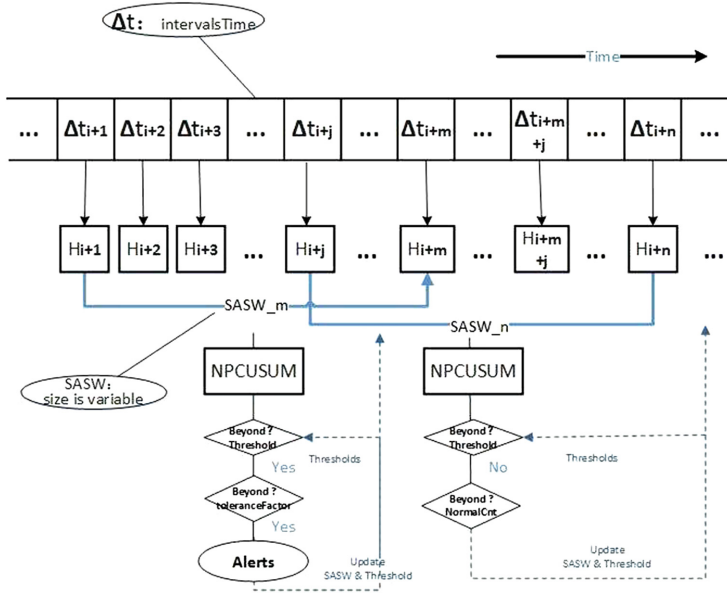 Δt: intervalsTime
Time
... Δti+1 Δti+2 Δti+3 ... Δti+j ... Δti+m ... Δti+m ... Δti+n ...
+j
Hi+1 Hi+2 Hi+3 ... Hi+j ... Hi+m ... Hi+m ... Hi+n ...
+j
SASW_m
SASW_n
SASW:
size is variable
NPCUSUM
NPCUSUM
Beyond ?
Threshold
Beyond ?
Threshold
Yes
Thresholds
No
Thresholds
Beyond ?
toleranceFactor
Beyond ?
NormalCnt
Yes
Alerts
Update
SASW & Threshold
Update
SASW & Threshold